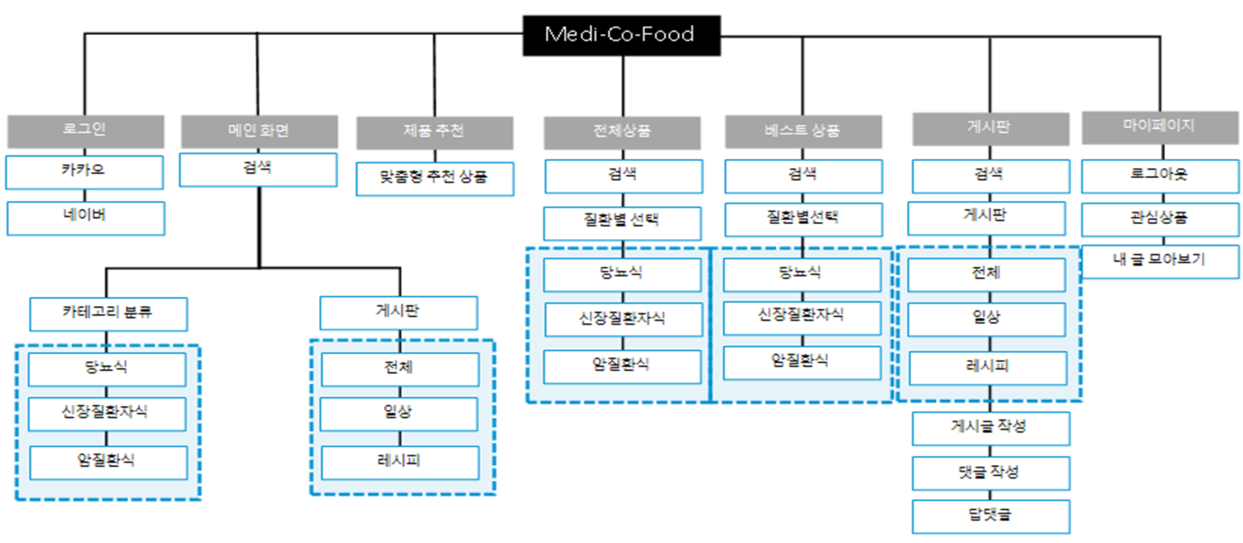 Medi-Co-Food
로그인
카카오
네이버
메인 화면
검색
카테고리 분류
당뇨식
신장질환자식
암질환식
게시판
전체
일상
레시피
제품 추천
맞춤형 추천 상품
전체상품
검색
질환별 선택
당뇨식
신장질환자식
암질환식
베스트 상품
검색
질환별선택
당뇨식
신장질환자식
암질환식
게시판
검색
게시판
전체
일상
레시피
게시글 작성
댓글 작성
답댓글
마이페이지
로그아웃
관심상품
내 글 모아보기